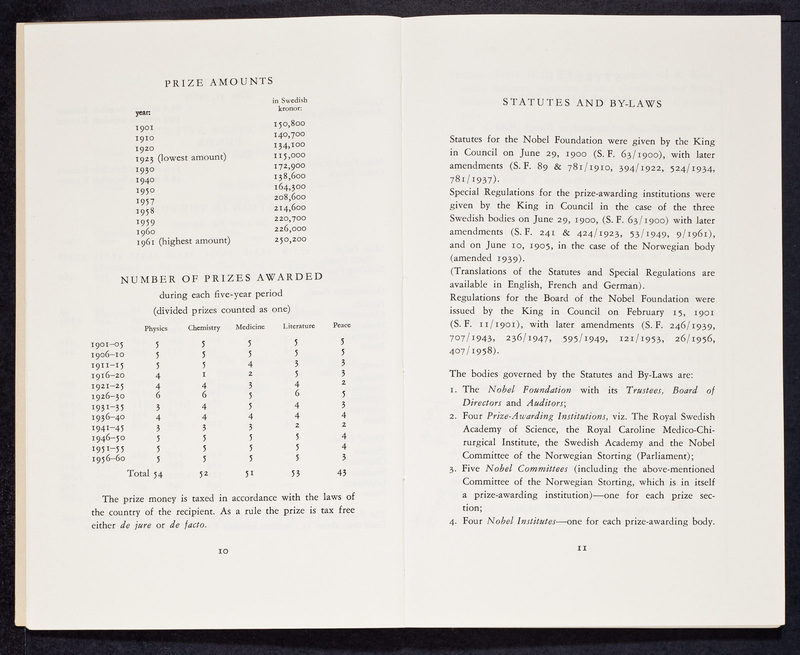 PRIZE AMOUNTS
year: in Swedish kronor:
1901 150,800
1910 140,700
1920 134,100
1923 (lowest amount) 115,000
1930 172,900
1940 138,600
1950 164,300
1957 208,600
1958 214,600
1959 220,700
1960 226,000
1961 (highest amount) 250,200
NUMBER OF PRIZES AWARDED
during each five-year period
(divided prizes counted as one)
Physics Chemistry Medicine Literature Peace
1901–05 5 5 5 5 5
1906–10 5 5 5 5 5
1911–15 5 5 4 3 3
1916–20 4 1 2 5 3
1921–25 4 4 3 4 2
1926–30 6 6 5 6 5
1931–35 3 4 5 4 3
1936–40 4 4 4 4 4
1941–45 3 3 3 2 2
1946–50 5 5 5 5 4
1951–55 5 5 5 5 4
1956–60 5 5 5 5 3
Total 54 52 51 53 43
The prize money is taxed in accordance with the laws of
the country of the recipient. As a rule the prize is tax free
either de jure or de facto.
10
STATUTES AND BY-LAWS
Statutes for the Nobel Foundation were given by the King
in Council on June 29, 1900 (S. F. 63/1900), with later
amendments (S. F. 89 & 781/1910, 394/1922, 524/1934,
781/1937).
Special Regulations for the prize-awarding institutions were
given by the King in Council in the case of the three
Swedish bodies on June 29, 1900, (S. F. 63/1900) with later
amendments (S. F. 241 & 424/1923, 53/1949, 9/1961),
and on June 10, 1905, in the case of the Norwegian body
(amended 1939).
(Translations of the Statutes and Special Regulations are
available in English, French and German).
Regulations for the Board of the Nobel Foundation were
issued by the King in Council on February 15, 1901
(S. F. 11/1901), with later amendments (S. F. 246/1939,
707/1943, 236/1947, 595/1949, 121/1953, 26/1956,
407/1958).
The bodies governed by the Statutes and By-Laws are:
1. The Nobel Foundation with its Trustees, Board of
Directors and Auditors;
2. Four Prize-Awarding Institutions, viz. The Royal Swedish
Academy of Science, the Royal Caroline Medico-Chi-
rurgical Institute, the Swedish Academy and the Nobel
Committee of the Norwegian Storting (Parliament);
3. Five Nobel Committees (including the above-mentioned
Committee of the Norwegian Storting, which is in itself
a prize-awarding institution)—one for each prize sec-
tion;
4. Four Nobel Institutes—one for each prize-awarding body.
11